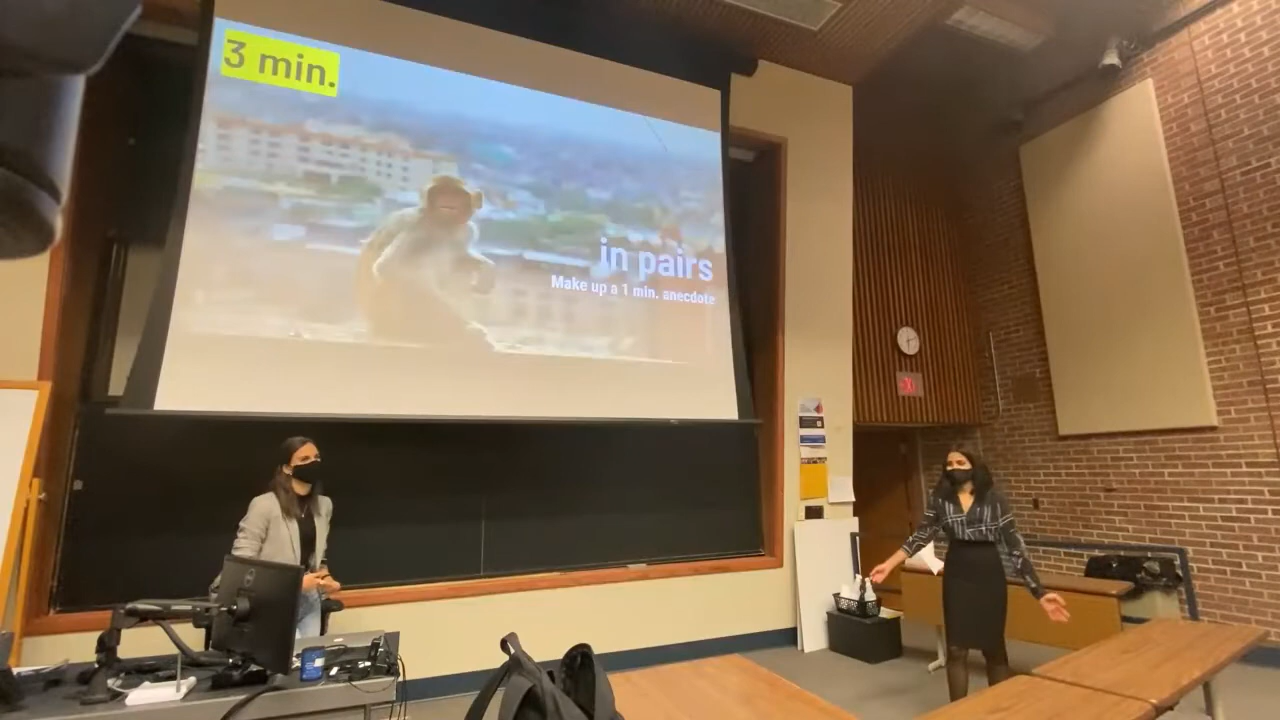 3 min.
in pairs
Make up a 1 min. anecdote